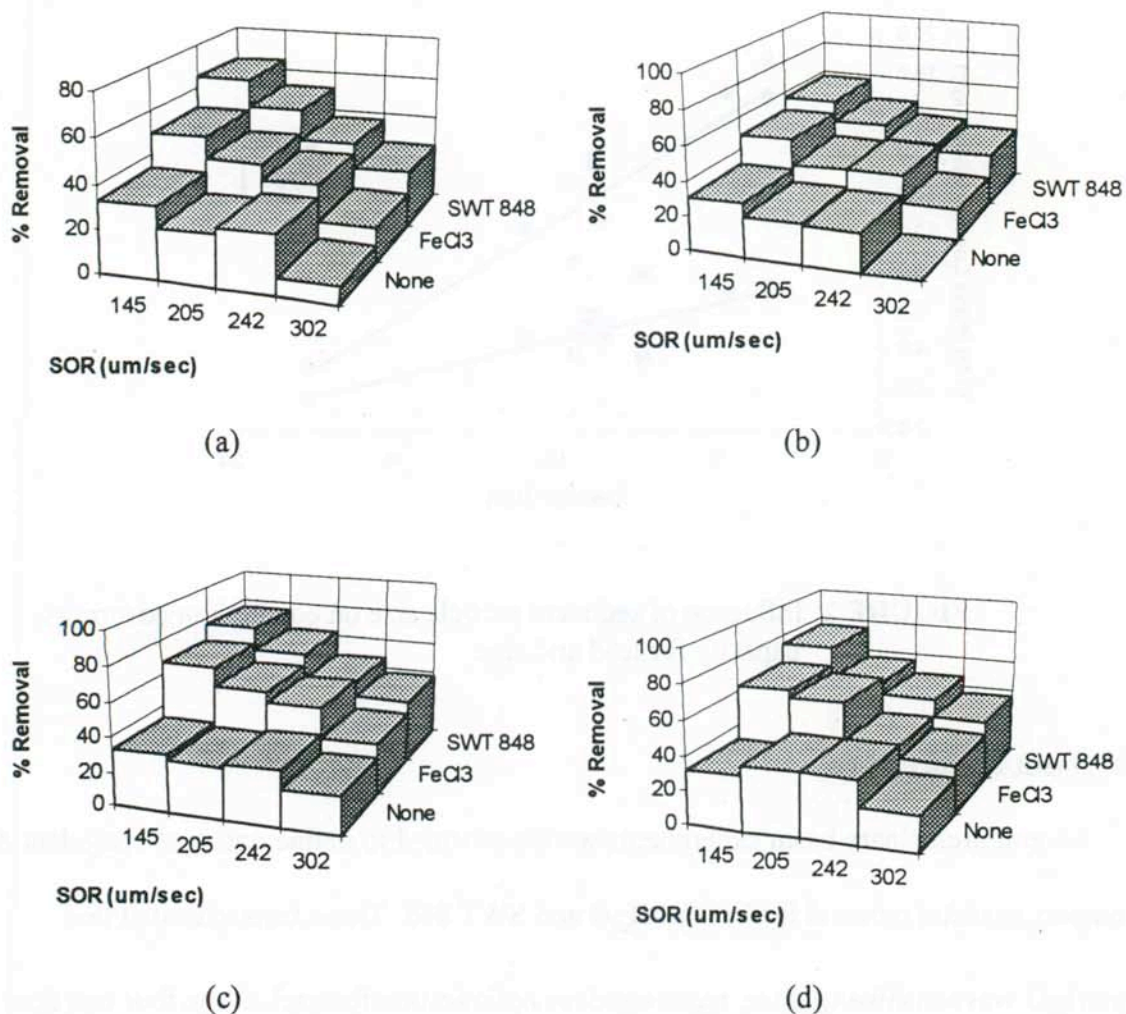 80
60
40
20
0
% Removal
145
205
242
302
SOR (um/sec)
None
FeCl3
SWT 848
(a)
100
80
60
40
20
0
% Removal
145
205
242
302
SOR (um/sec)
None
FeCl3
SWT 848
(b)
100
80
60
40
20
0
% Removal
145
205
242
302
SOR (um/sec)
None
FeCl3
SWT 848
(c)
100
80
60
40
20
0
% Removal
145
205
242
302
SOR (um/sec)
None
FeCl3
SWT 848
(d)